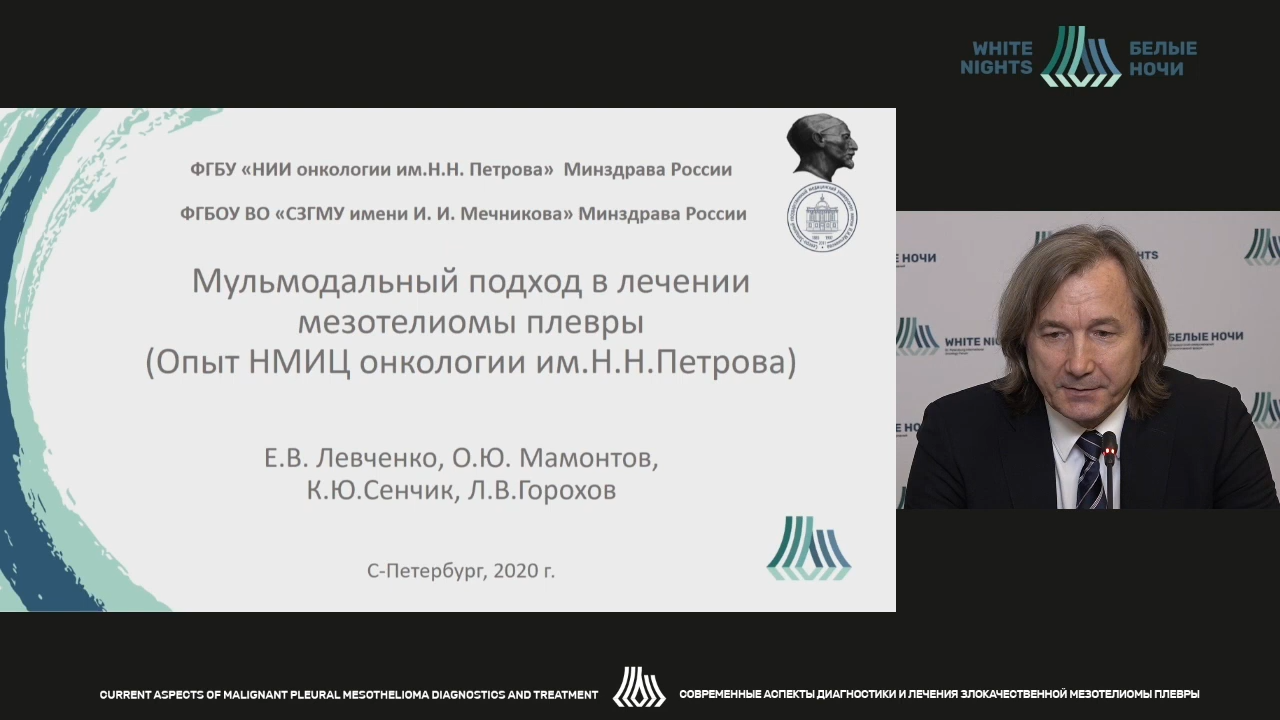 WHITE
NIGHTS
БЕЛЫЕ
НОЧИ
ФГБУ «НИИ онкологии им.Н.Н. Петрова» Минздрава России
ФГБОУ ВО «СЗГМУ имени И. И. Мечникова» Минздрава России
Мульмодальный подход в лечении
мезотелиомы плевры
(Опыт НМИЦ онкологии им.Н.Н.Петрова)
Е.В. Левченко, О.Ю. Мамонтов,
К.Ю.Сенчик, Л.В.Горохов
С-Петербург, 2020 г.
WHITE
БЕЛЫЕ НОЧИ
CURRENT ASPECTS OF MALIGNANT PLEURAL MESOTHELIOMA DIAGNOSTICS AND TREATMENT
СОВРЕМЕННЫЕ АСПЕКТЫ ДИАГНОСТИКИ И ЛЕЧЕНИЯ ЗЛОКАЧЕСТВЕННОЙ МЕЗОТЕЛИОМЫ ПЛЕВРЫ